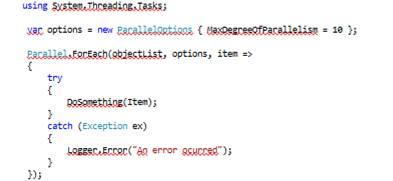 using System.Threading.Tasks;
var options = new ParallelOptions { MaxDegreeOfParallelism = 10 };
Parallel.ForEach(objectList, options, item =>
{
try
{
DoSomething(Item);
}
catch (Exception ex)
{
Logger.Error("An error ocurred");
}
});